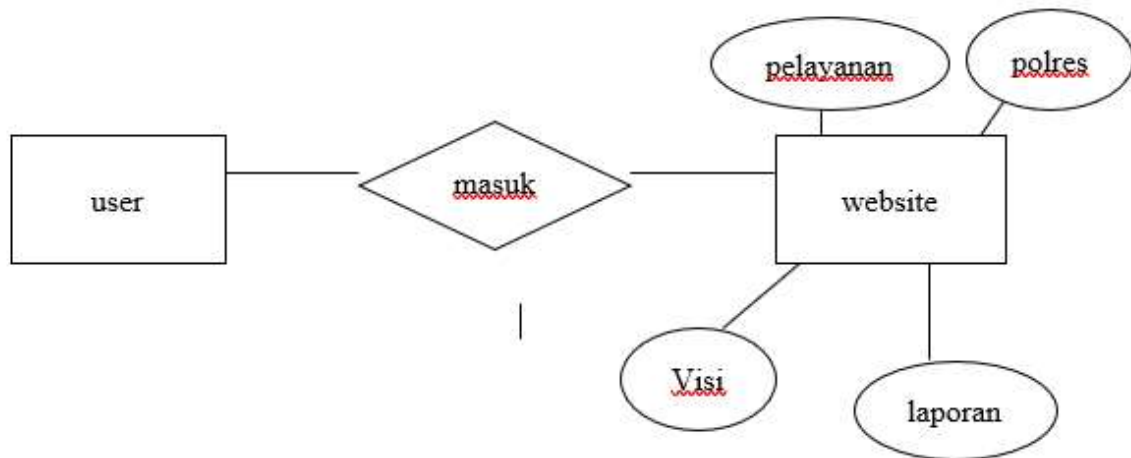 pelayanan
polres
user
masuk
website
Visi
laporan